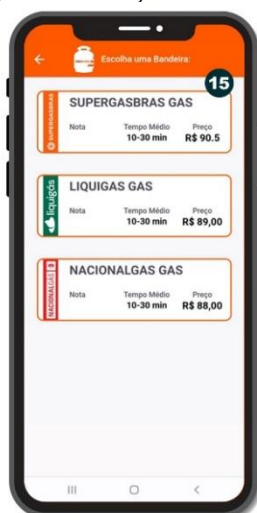 Escolha uma Bandeira:
15
SUPERGASBRAS
SUPERGASBRAS GAS
Nota Tempo Médio Preço
10-30 min R$ 90.5
liquigás
LIQUIGAS GAS
Nota Tempo Médio Preço
10-30 min R$ 89,00
NACIONALGAS
NACIONALGAS GAS
Nota Tempo Médio Preço
10-30 min R$ 88,00